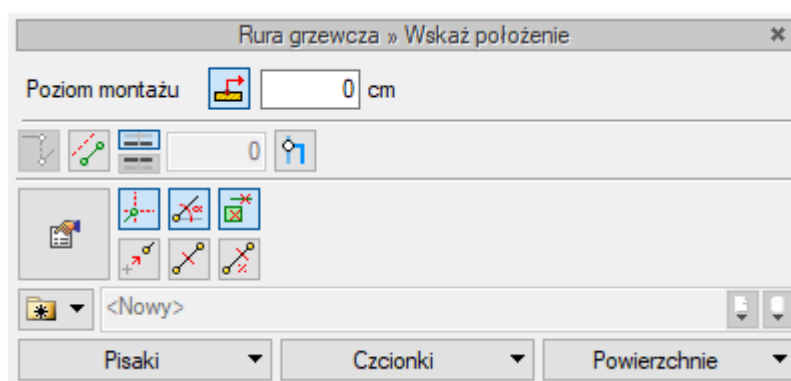 Rura grzewcza » Wskaż położenie
Poziom montażu 0 cm
0
<Nowy>
Pisaki Czcionki Powierzchnie